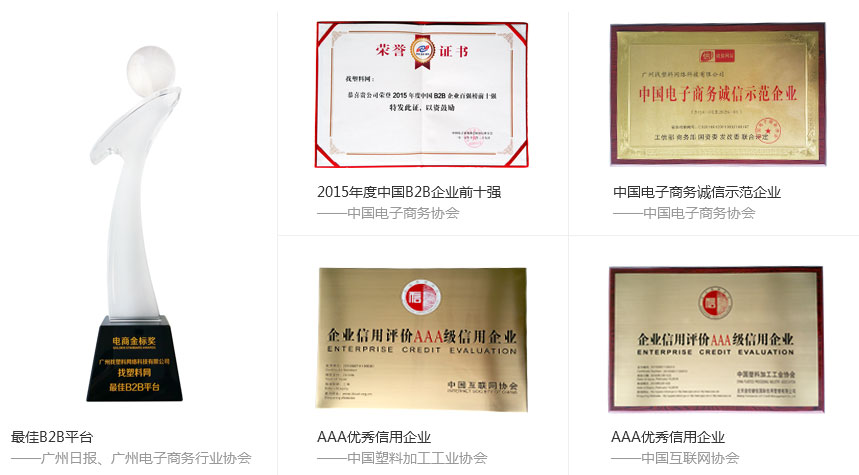 电商金标奖
广州找塑料网络科技有限公司
找塑料网
最佳B2B平台
最佳B2B平台
——广州日报、广州电子商务行业协会
荣誉证书
找塑料网:
恭喜贵公司荣登2015年度中国B2B企业百强榜前十强
特发此证,以资鼓励
2015年度中国B2B企业前十强
——中国电子商务协会
广州找塑料网络科技有限公司
中国电子商务诚信示范企业
工信部 商务部 国资委 发改委 联合评定
中国电子商务诚信示范企业
——中国电子商务协会
信
企业信用评价AAA级信用企业
ENTERPRISE CREDIT EVALUATION
中国互联网协会
INTERNET SOCIETY OF CHINA
AAA优秀信用企业
——中国塑料加工工业协会
信
企业信用评价AAA级信用企业
ENTERPRISE CREDIT EVALUATION
中国塑料加工工业协会
AAA优秀信用企业
——中国互联网协会